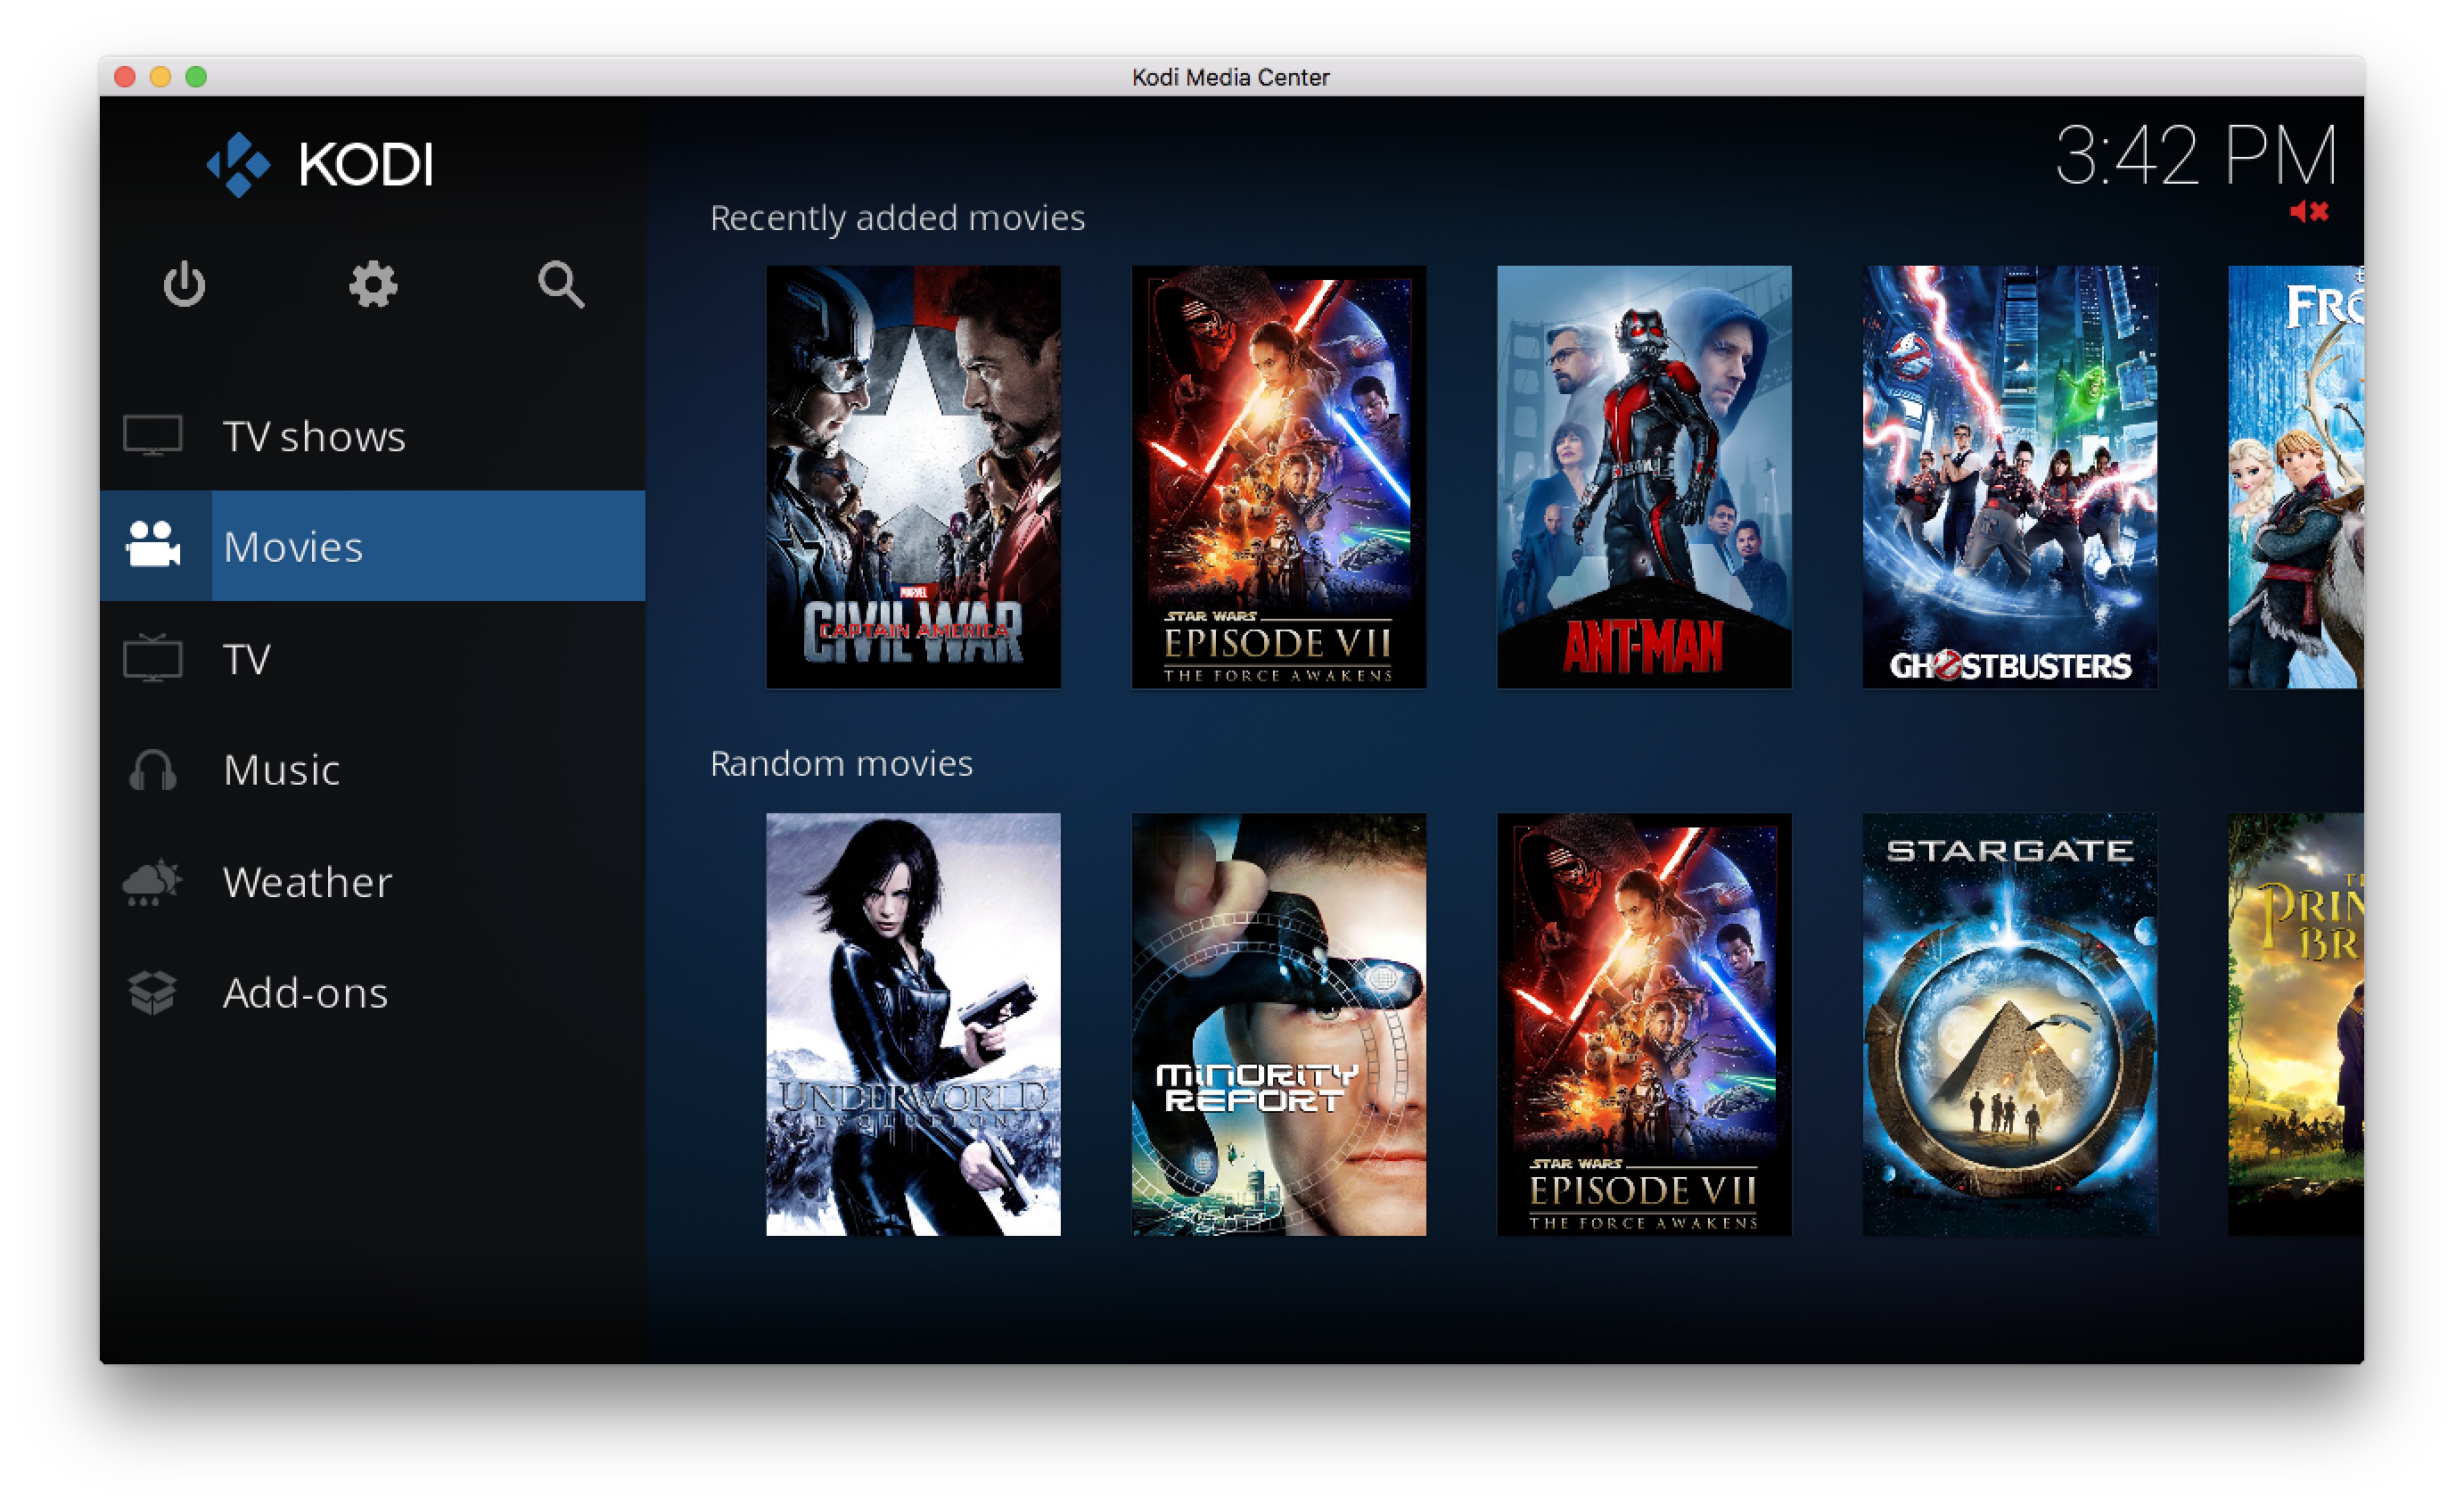 Kodi Media Center
KODI
3:42 PM
TV shows
Movies
TV
Music
Weather
Add-ons
Recently added movies
MARVEL
CIVIL WAR
CAPTAIN AMERICA
STAR WARS
EPISODE VII
THE FORCE AWAKENS
ANT-MAN
GHOSTBUSTERS
FRO
Random movies
UNDERWORLD
EVOLUTION
MINORITY
REPORT
STAR WARS
EPISODE VII
THE FORCE AWAKENS
STARGATE
PRIN
BR